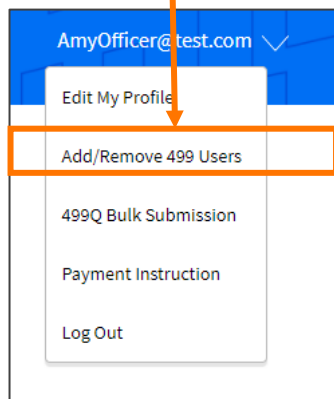 AmyOfficer@test.com
Edit My Profile
Add/Remove 499 Users
499Q Bulk Submission
Payment Instruction
Log Out